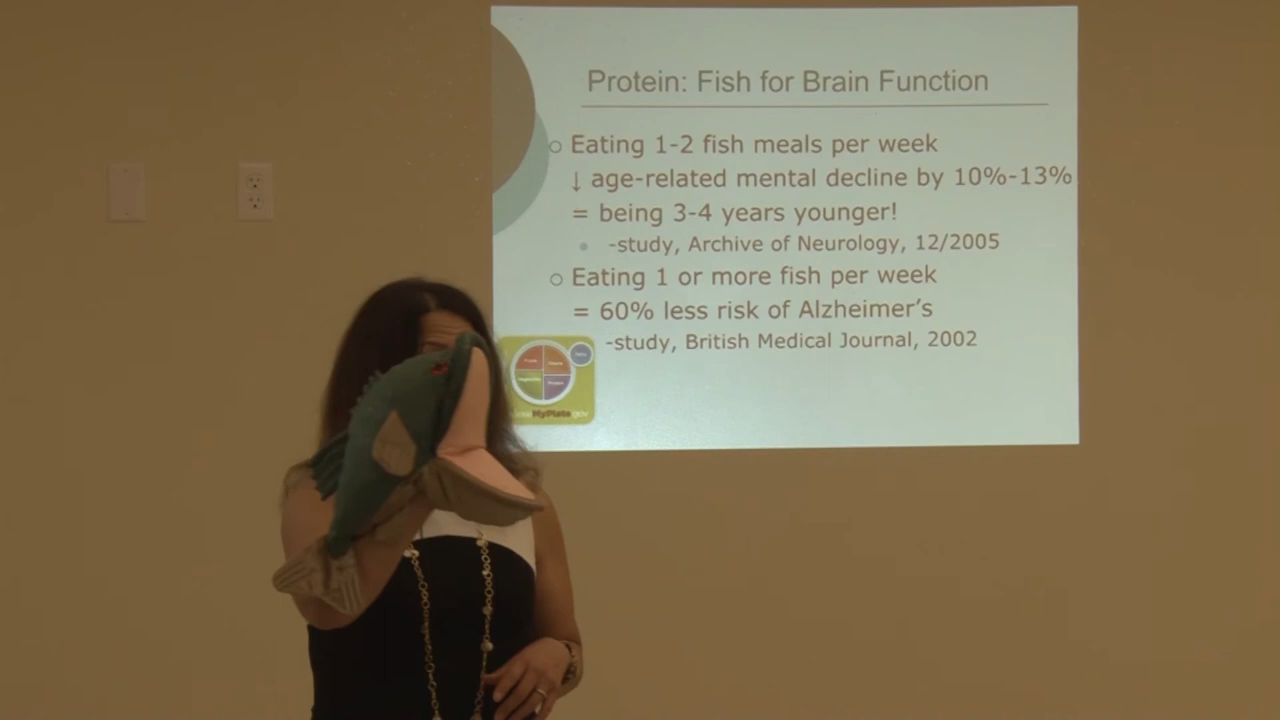 Protein: Fish for Brain Function
○ Eating 1-2 fish meals per week
↓ age-related mental decline by 10%-13%
= being 3-4 years younger!
• -study, Archive of Neurology, 12/2005
○ Eating 1 or more fish per week
= 60% less risk of Alzheimer's
-study, British Medical Journal, 2002
MyPlate.gov